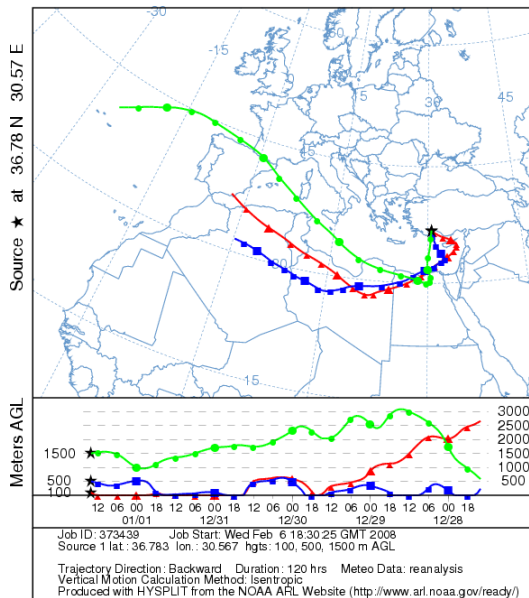 Source ★ at 36.78 N 30.57 E
-30
-15
5
15
30
45
45
30
15
Meters AGL
1500
500
100
3000
2500
2000
1500
1000
500
12 06 00 18 12 06 00 18 12 06 00 18 12 06 00 18 12 06 00 18
01/01 12/31 12/30 12/29 12/28
Job ID: 373439 Job Start: Wed Feb 6 18:30:25 GMT 2008
Source 1 lat.: 36.783 lon.: 30.567 hgts: 100, 500, 1500 m AGL
Trajectory Direction: Backward Duration: 120 hrs Meteo Data: reanalysis
Vertical Motion Calculation Method: Isentropic
Produced with HYSPLIT from the NOAA ARL Website (http://www.arl.noaa.gov/ready/)